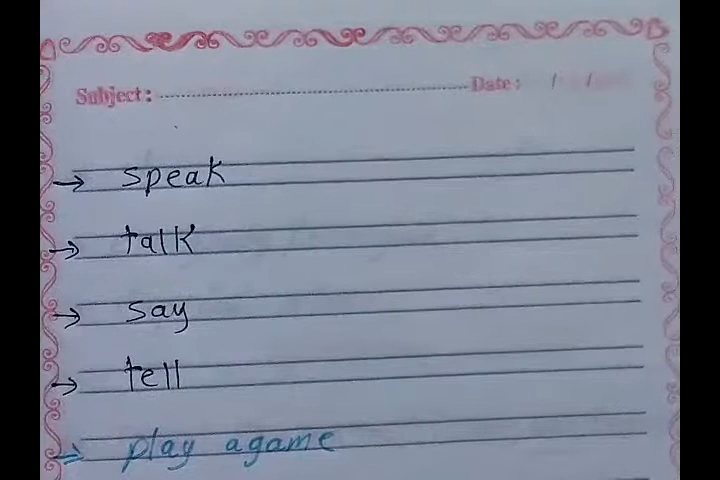 Subject: Date: / /
→ speak
→ talk
→ say
→ tell
→ play agame